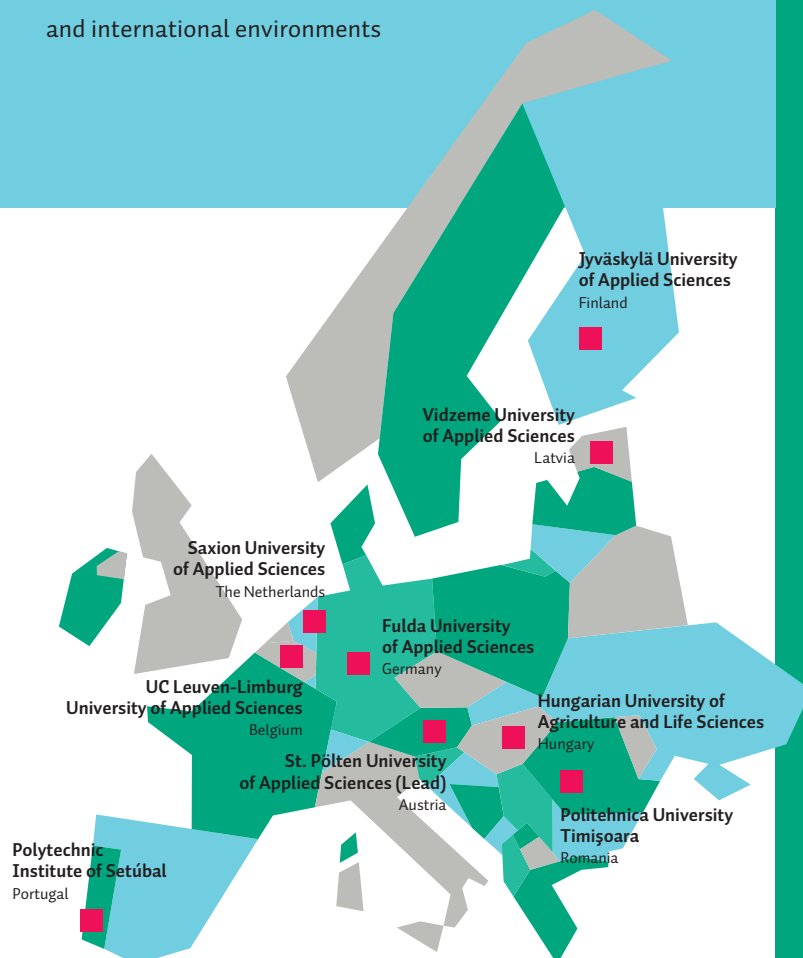 and international environments
Jyväskylä University
of Applied Sciences
Finland
Vidzeme University
of Applied Sciences
Latvia
Saxion University
of Applied Sciences
The Netherlands
Fulda University
of Applied Sciences
Germany
UC Leuven-Limburg
University of Applied Sciences
Belgium
Hungarian University of
Agriculture and Life Sciences
Hungary
St. Pölten University
of Applied Sciences (Lead)
Austria
Politehnica University
Timişoara
Romania
Polytechnic
Institute of Setúbal
Portugal